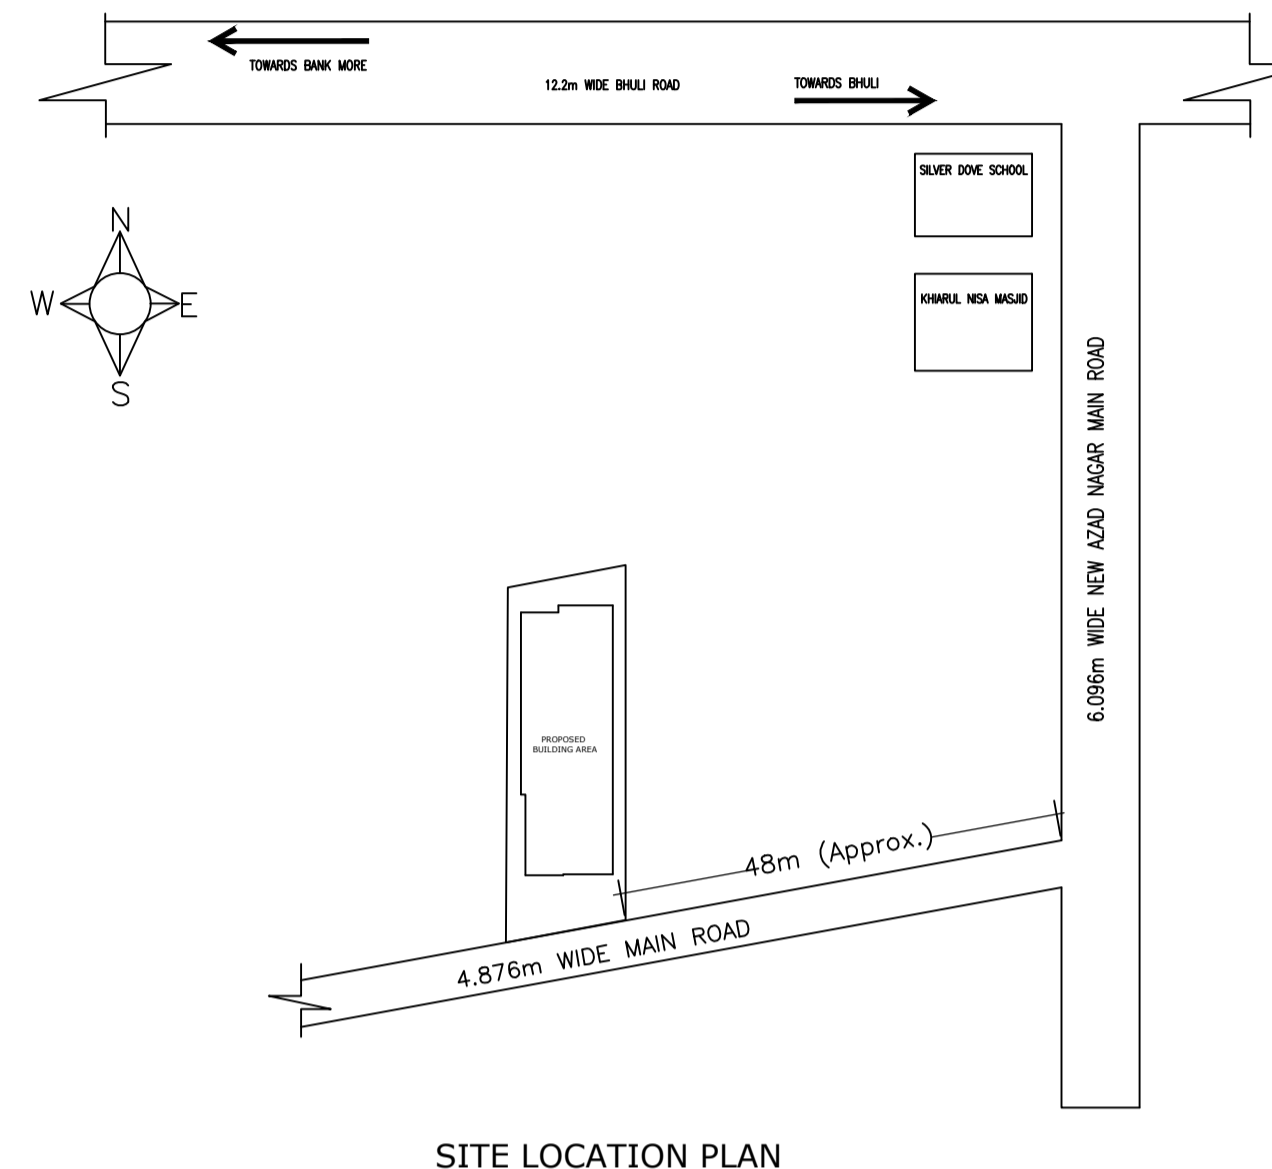 TOWARDS BANK MORE
12.2m WIDE BHULI ROAD
TOWARDS BHULI
SILVER DOVE SCHOOL
N
W
E
S
KHIARUL NISA MASJID
6.096m WIDE NEW AZAD NAGAR MAIN ROAD
PROPOSED
BUILDING AREA
48m (Approx.)
4.876m WIDE MAIN ROAD
SITE LOCATION PLAN